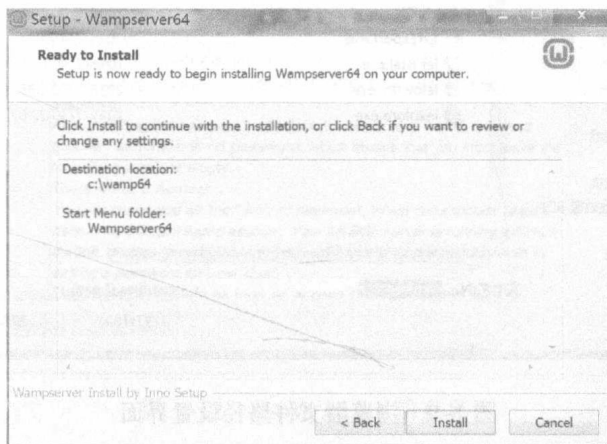 Setup - Wampserver64
Ready to Install
Setup is now ready to begin installing Wampserver64 on your computer.
Click Install to continue with the installation, or click Back if you want to review or
change any settings.
Destination location:
c:\wamp64
Start Menu folder:
Wampserver64
Wampserver Install by Inno Setup
< Back
Install
Cancel